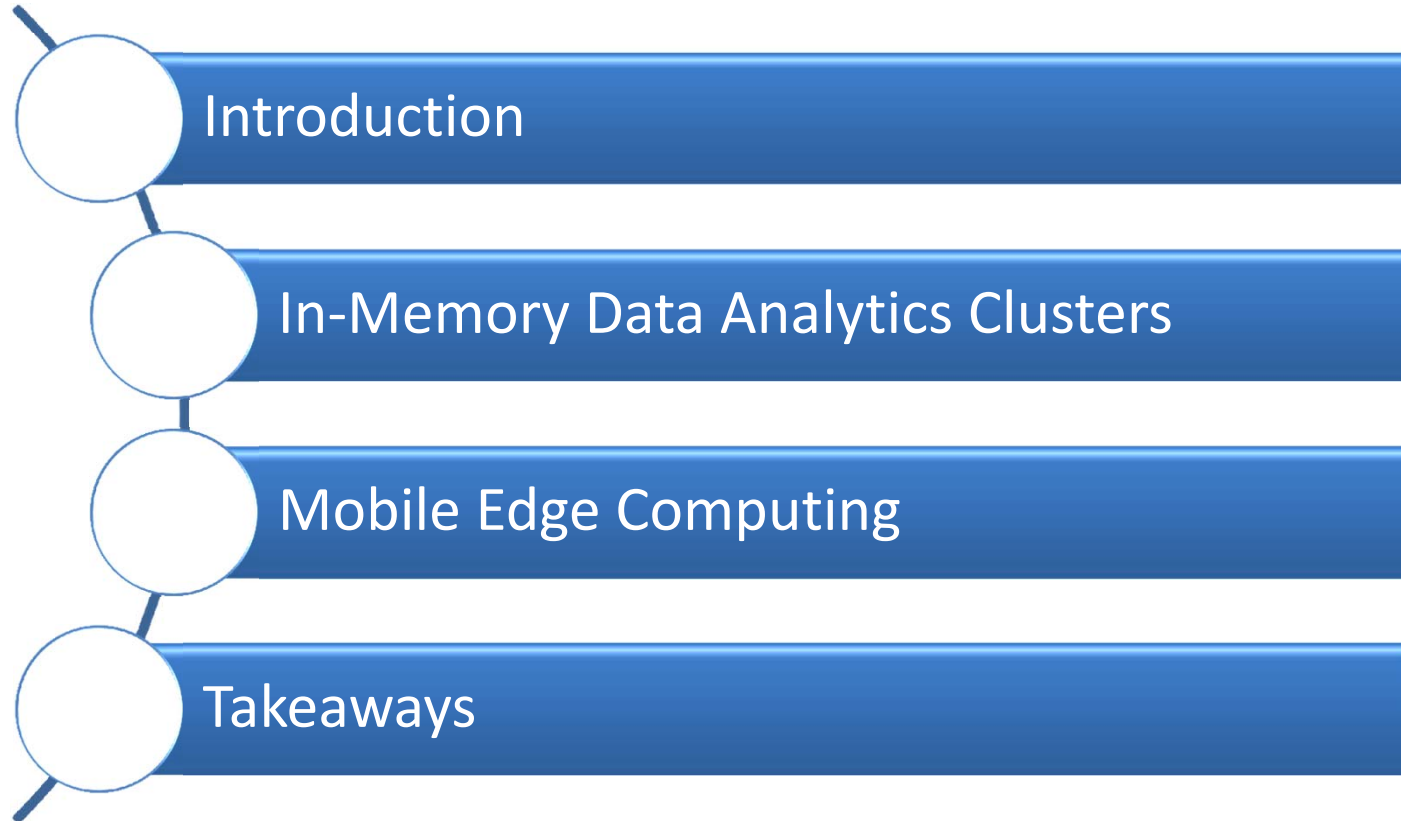 Introduction
In-Memory Data Analytics Clusters
Mobile Edge Computing
Takeaways